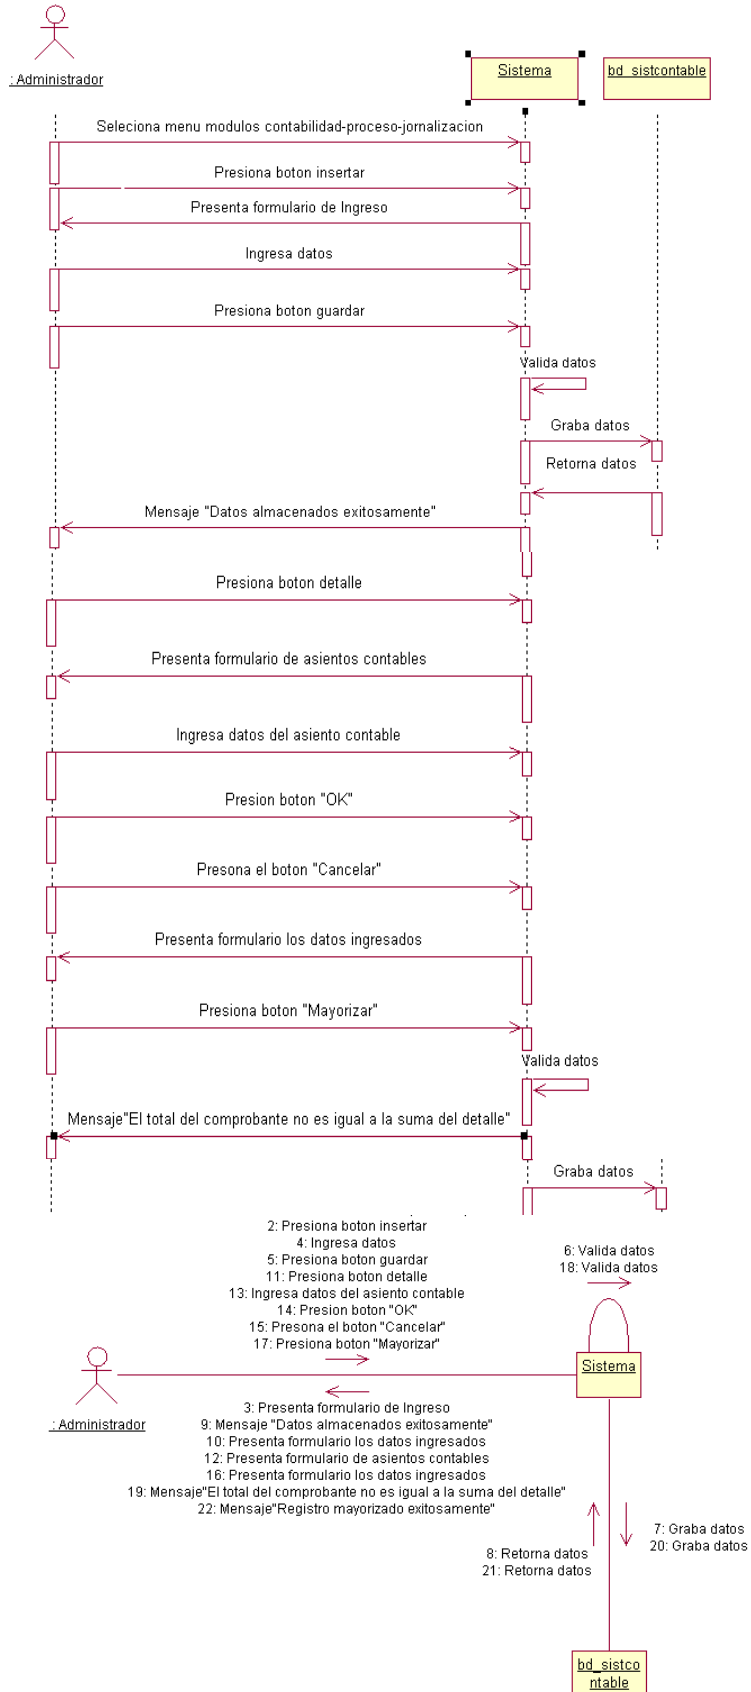 : Administrador
Sistema
bd_sistcontable
Seleciona menu modulos contabilidad-proceso-jornalizacion
Presiona boton insertar
Presenta formulario de Ingreso
Ingresa datos
Presiona boton guardar
Valida datos
Graba datos
Retorna datos
Mensaje "Datos almacenados exitosamente"
Presiona boton detalle
Presenta formulario de asientos contables
Ingresa datos del asiento contable
Presion boton "OK"
Presona el boton "Cancelar"
Presenta formulario los datos ingresados
Presiona boton "Mayorizar"
Valida datos
Mensaje"El total del comprobante no es igual a la suma del detalle"
Graba datos
2: Presiona boton insertar
4: Ingresa datos
5: Presiona boton guardar
11: Presiona boton detalle
13: Ingresa datos del asiento contable
14: Presion boton "OK"
15: Presona el boton "Cancelar"
17: Presiona boton "Mayorizar"
6: Valida datos
18: Valida datos
Sistema
: Administrador
3: Presenta formulario de Ingreso
9: Mensaje "Datos almacenados exitosamente"
10: Presenta formulario los datos ingresados
12: Presenta formulario de asientos contables
16: Presenta formulario los datos ingresados
19: Mensaje"El total del comprobante no es igual a la suma del detalle"
22: Mensaje"Registro mayorizado exitosamente"
7: Graba datos
20: Graba datos
8: Retorna datos
21: Retorna datos
bd_sistco
ntable